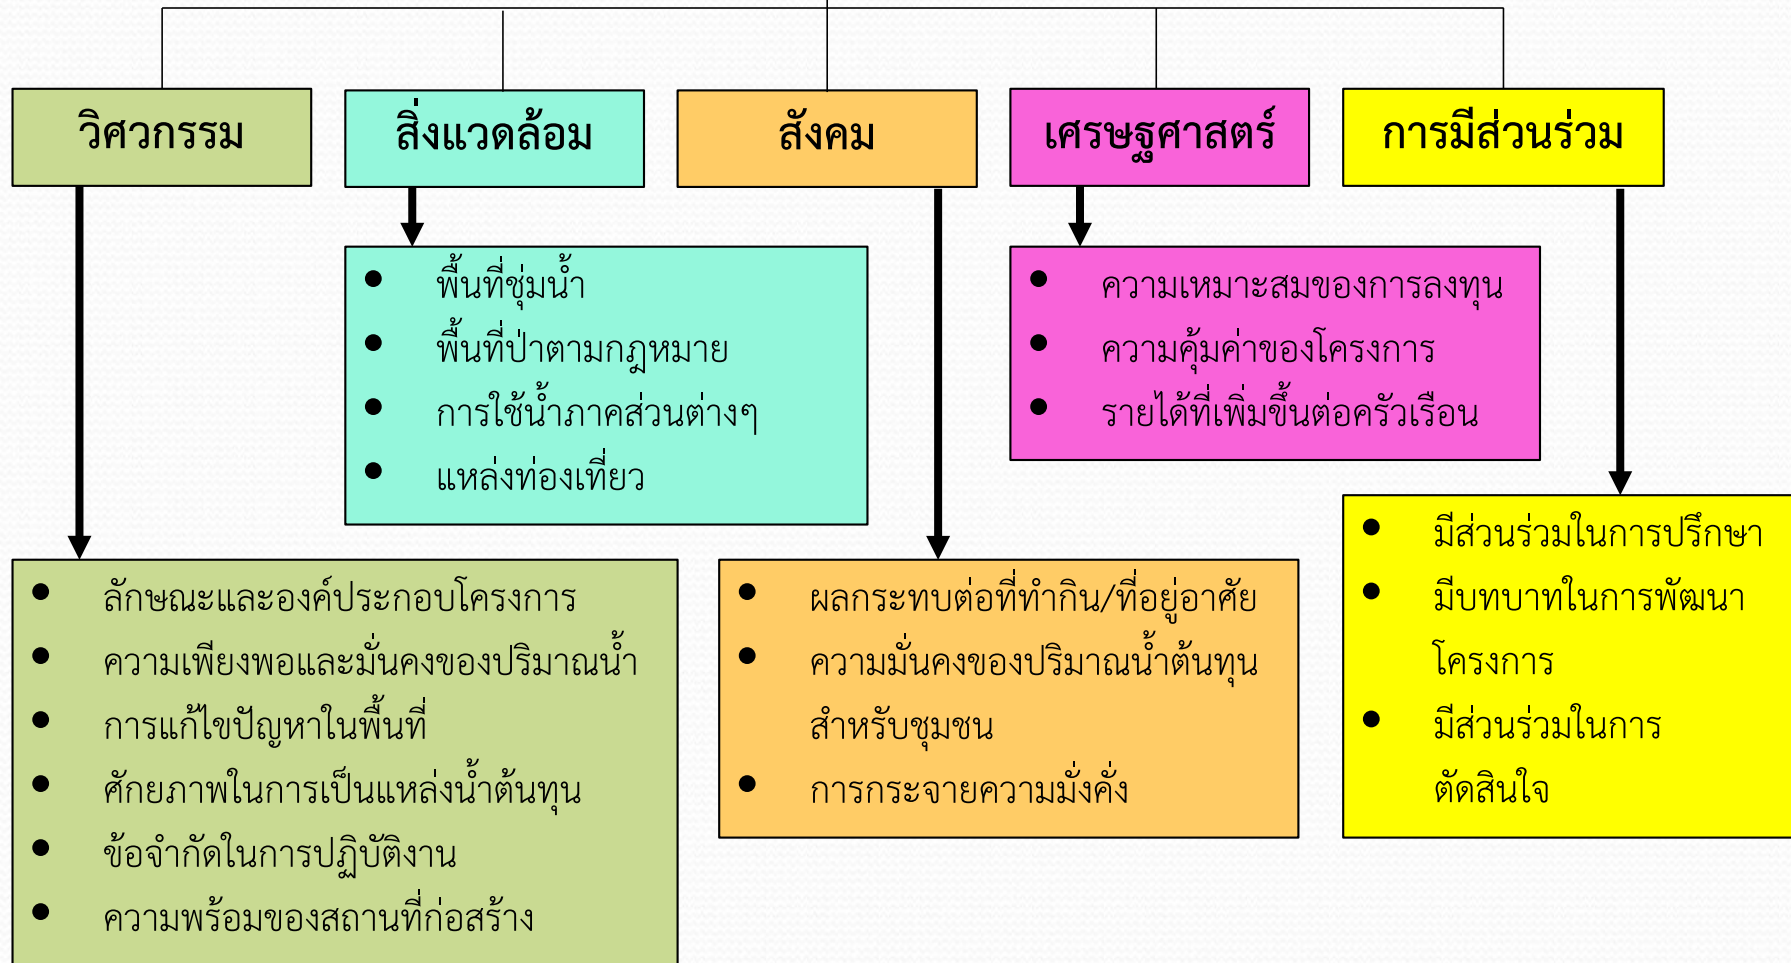 วิศวกรรม
สิ่งแวดล้อม
สังคม
เศรษฐศาสตร์
การมีส่วนร่วม
● พื้นที่ชุ่มน้ำ
● พื้นที่ป่าตามกฎหมาย
● การใช้น้ำภาคส่วนต่างๆ
● แหล่งท่องเที่ยว
● ความเหมาะสมของการลงทุน
● ความคุ้มค่าของโครงการ
● รายได้ที่เพิ่มขึ้นต่อครัวเรือน
● ลักษณะและองค์ประกอบโครงการ
● ความเพียงพอและมั่นคงของปริมาณน้ำ
● การแก้ไขปัญหาในพื้นที่
● ศักยภาพในการเป็นแหล่งน้ำต้นทุน
● ข้อจำกัดในการปฏิบัติงาน
● ความพร้อมของสถานที่ก่อสร้าง
● ผลกระทบต่อที่ทำกิน/ที่อยู่อาศัย
● ความมั่นคงของปริมาณน้ำต้นทุน
สำหรับชุมชน
● การกระจายความมั่งคั่ง
● มีส่วนร่วมในการปรึกษา
● มีบทบาทในการพัฒนา
โครงการ
● มีส่วนร่วมในการ
ตัดสินใจ